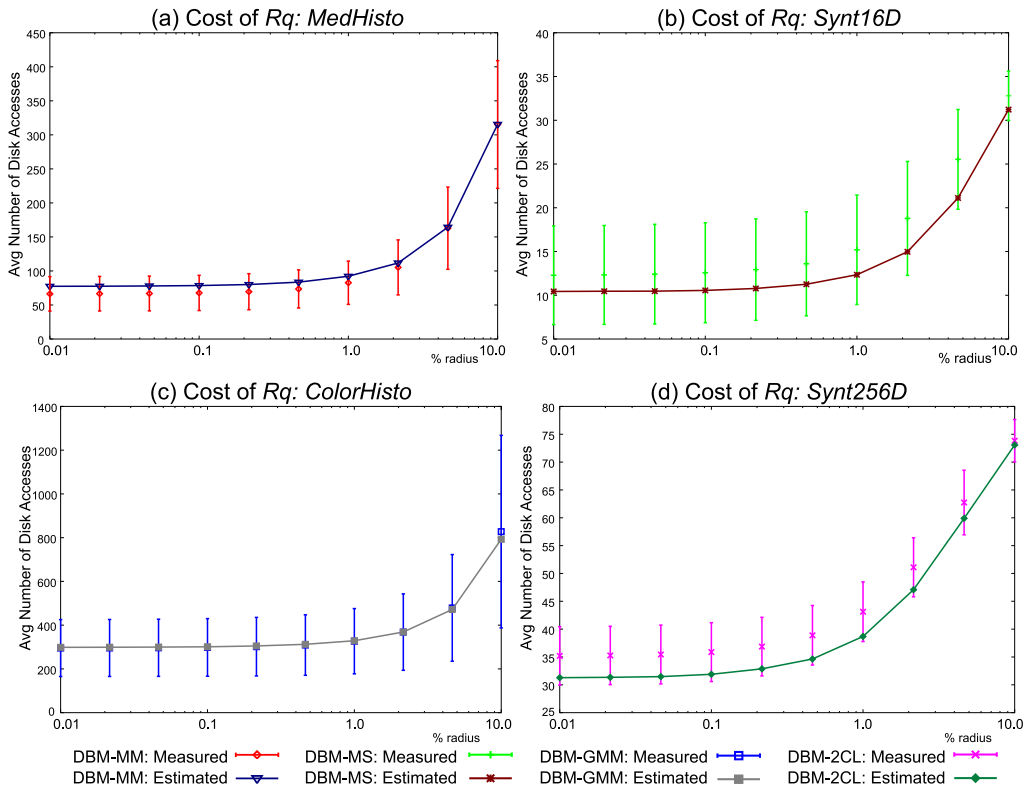 (a) Cost of Rq: MedHisto
Avg Number of Disk Accesses
450
400
350
300
250
200
150
100
50
0
0.01
0.1
1.0
10.0
% radius
(b) Cost of Rq: Synt16D
Avg Number of Disk Accesses
40
35
30
25
20
15
10
5
0.01
0.1
1.0
10.0
% radius
(c) Cost of Rq: ColorHisto
Avg Number of Disk Accesses
1400
1200
1000
800
600
400
200
0
0.01
0.1
1.0
10.0
% radius
(d) Cost of Rq: Synt256D
Avg Number of Disk Accesses
80
75
70
65
60
55
50
45
40
35
30
25
0.01
0.1
1.0
10.0
% radius
DBM-MM: Measured
DBM-MS: Measured
DBM-GMM: Measured
DBM-2CL: Measured
DBM-MM: Estimated
DBM-MS: Estimated
DBM-GMM: Estimated
DBM-2CL: Estimated